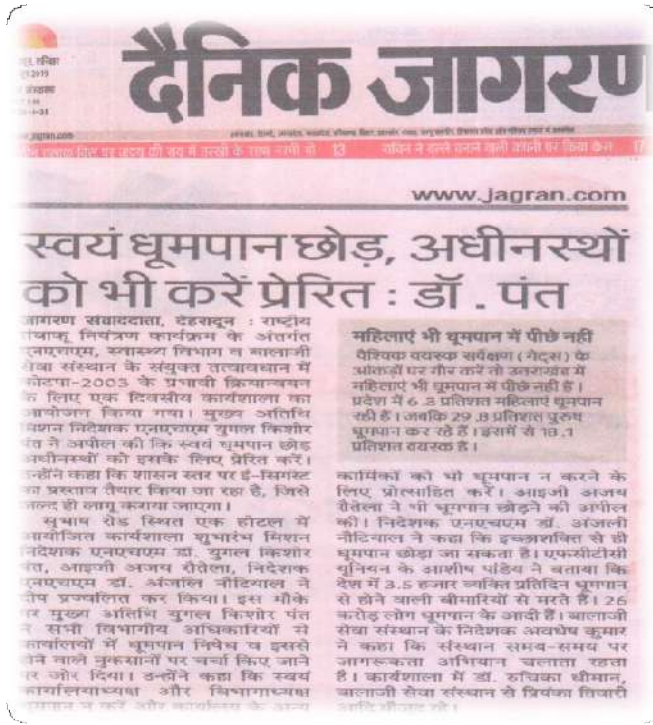 दैनिक जागरण
www.jagran.com
स्वयं धूमपान छोड़, अधीनस्थों
को भी करें प्रेरित : डॉ . पंत
जागरण संवाददाता, देहरादून : राष्ट्रीय
तंबाकू नियंत्रण कार्यक्रम के अंतर्गत
एनएचएम, स्वास्थ्य विभाग व बालाजी
सेवा संस्थान के संयुक्त तत्वावधान में
कोटपा-2003 के प्रभावी क्रियान्वयन
के लिए एक दिवसीय कार्यशाला का
आयोजन किया गया। मुख्य अतिथि
मिशन निदेशक एनएचएम युगल किशोर
पंत ने अपील की कि स्वयं धूमपान छोड़
अधीनस्थों को इसके लिए प्रेरित करें।
उन्होंने कहा कि शासन स्तर पर ई-सिगरेट
का प्रस्ताव तैयार किया जा रहा है, जिसे
जल्द ही लागू कराया जाएगा।
सुभाष रोड स्थित एक होटल में
आयोजित कार्यशाला शुभारंभ मिशन
निदेशक एनएचएम डॉ. युगल किशोर
पंत, आइजी अजय रौतेला, निदेशक
एनएचएम डॉ. अंजलि नौटियाल ने
दीप प्रज्वलित कर किया। इस मौके
पर मुख्य अतिथि युगल किशोर पंत
ने सभी विभागीय अधिकारियों से
कार्यालयों में धूमपान निषेध व इससे
होने वाले नुकसानों पर चर्चा किए जाने
पर जोर दिया। उन्होंने कहा कि स्वयं
कार्यालयाध्यक्ष और विभागाध्यक्ष
धूमपान न करें और कार्यालय के अन्य
महिलाएं भी धूमपान में पीछे नहीं
वैश्विक वयस्क सर्वेक्षण (गेट्स) के
आंकड़ों पर गौर करें तो उत्तराखंड में
महिलाएं भी धूमपान में पीछे नहीं हैं।
प्रदेश में 6.3 प्रतिशत महिलाएं धूमपान
रही हैं। जबकि 29.8 प्रतिशत पुरुष
धूमपान कर रहे हैं। इसमें से 18.1
प्रतिशत वयस्क हैं।
कार्मिकों को भी धूमपान न करने के
लिए प्रोत्साहित करें। आइजी अजय
रौतेला ने भी धूमपान छोड़ने की अपील
की। निदेशक एनएचएम डॉ. अंजली
नौटियाल ने कहा कि इच्छाशक्ति से ही
धूमपान छोड़ा जा सकता है। एफसीटीसी
यूनियन के आशीष पांडेय ने बताया कि
देश में 3.5 हजार व्यक्ति प्रतिदिन धूमपान
से होने वाली बीमारियों से मरते हैं। 26
करोड़ लोग धूमपान के आदी हैं। बालाजी
सेवा संस्थान के निदेशक अवधेष कुमार
ने कहा कि संस्थान समय-समय पर
जागरूकता अभियान चलाता रहता
है। कार्यशाला में डॉ. रुचिका धीमान,
बालाजी सेवा संस्थान से प्रियंका तिवारी
आदि मौजूद रहे।